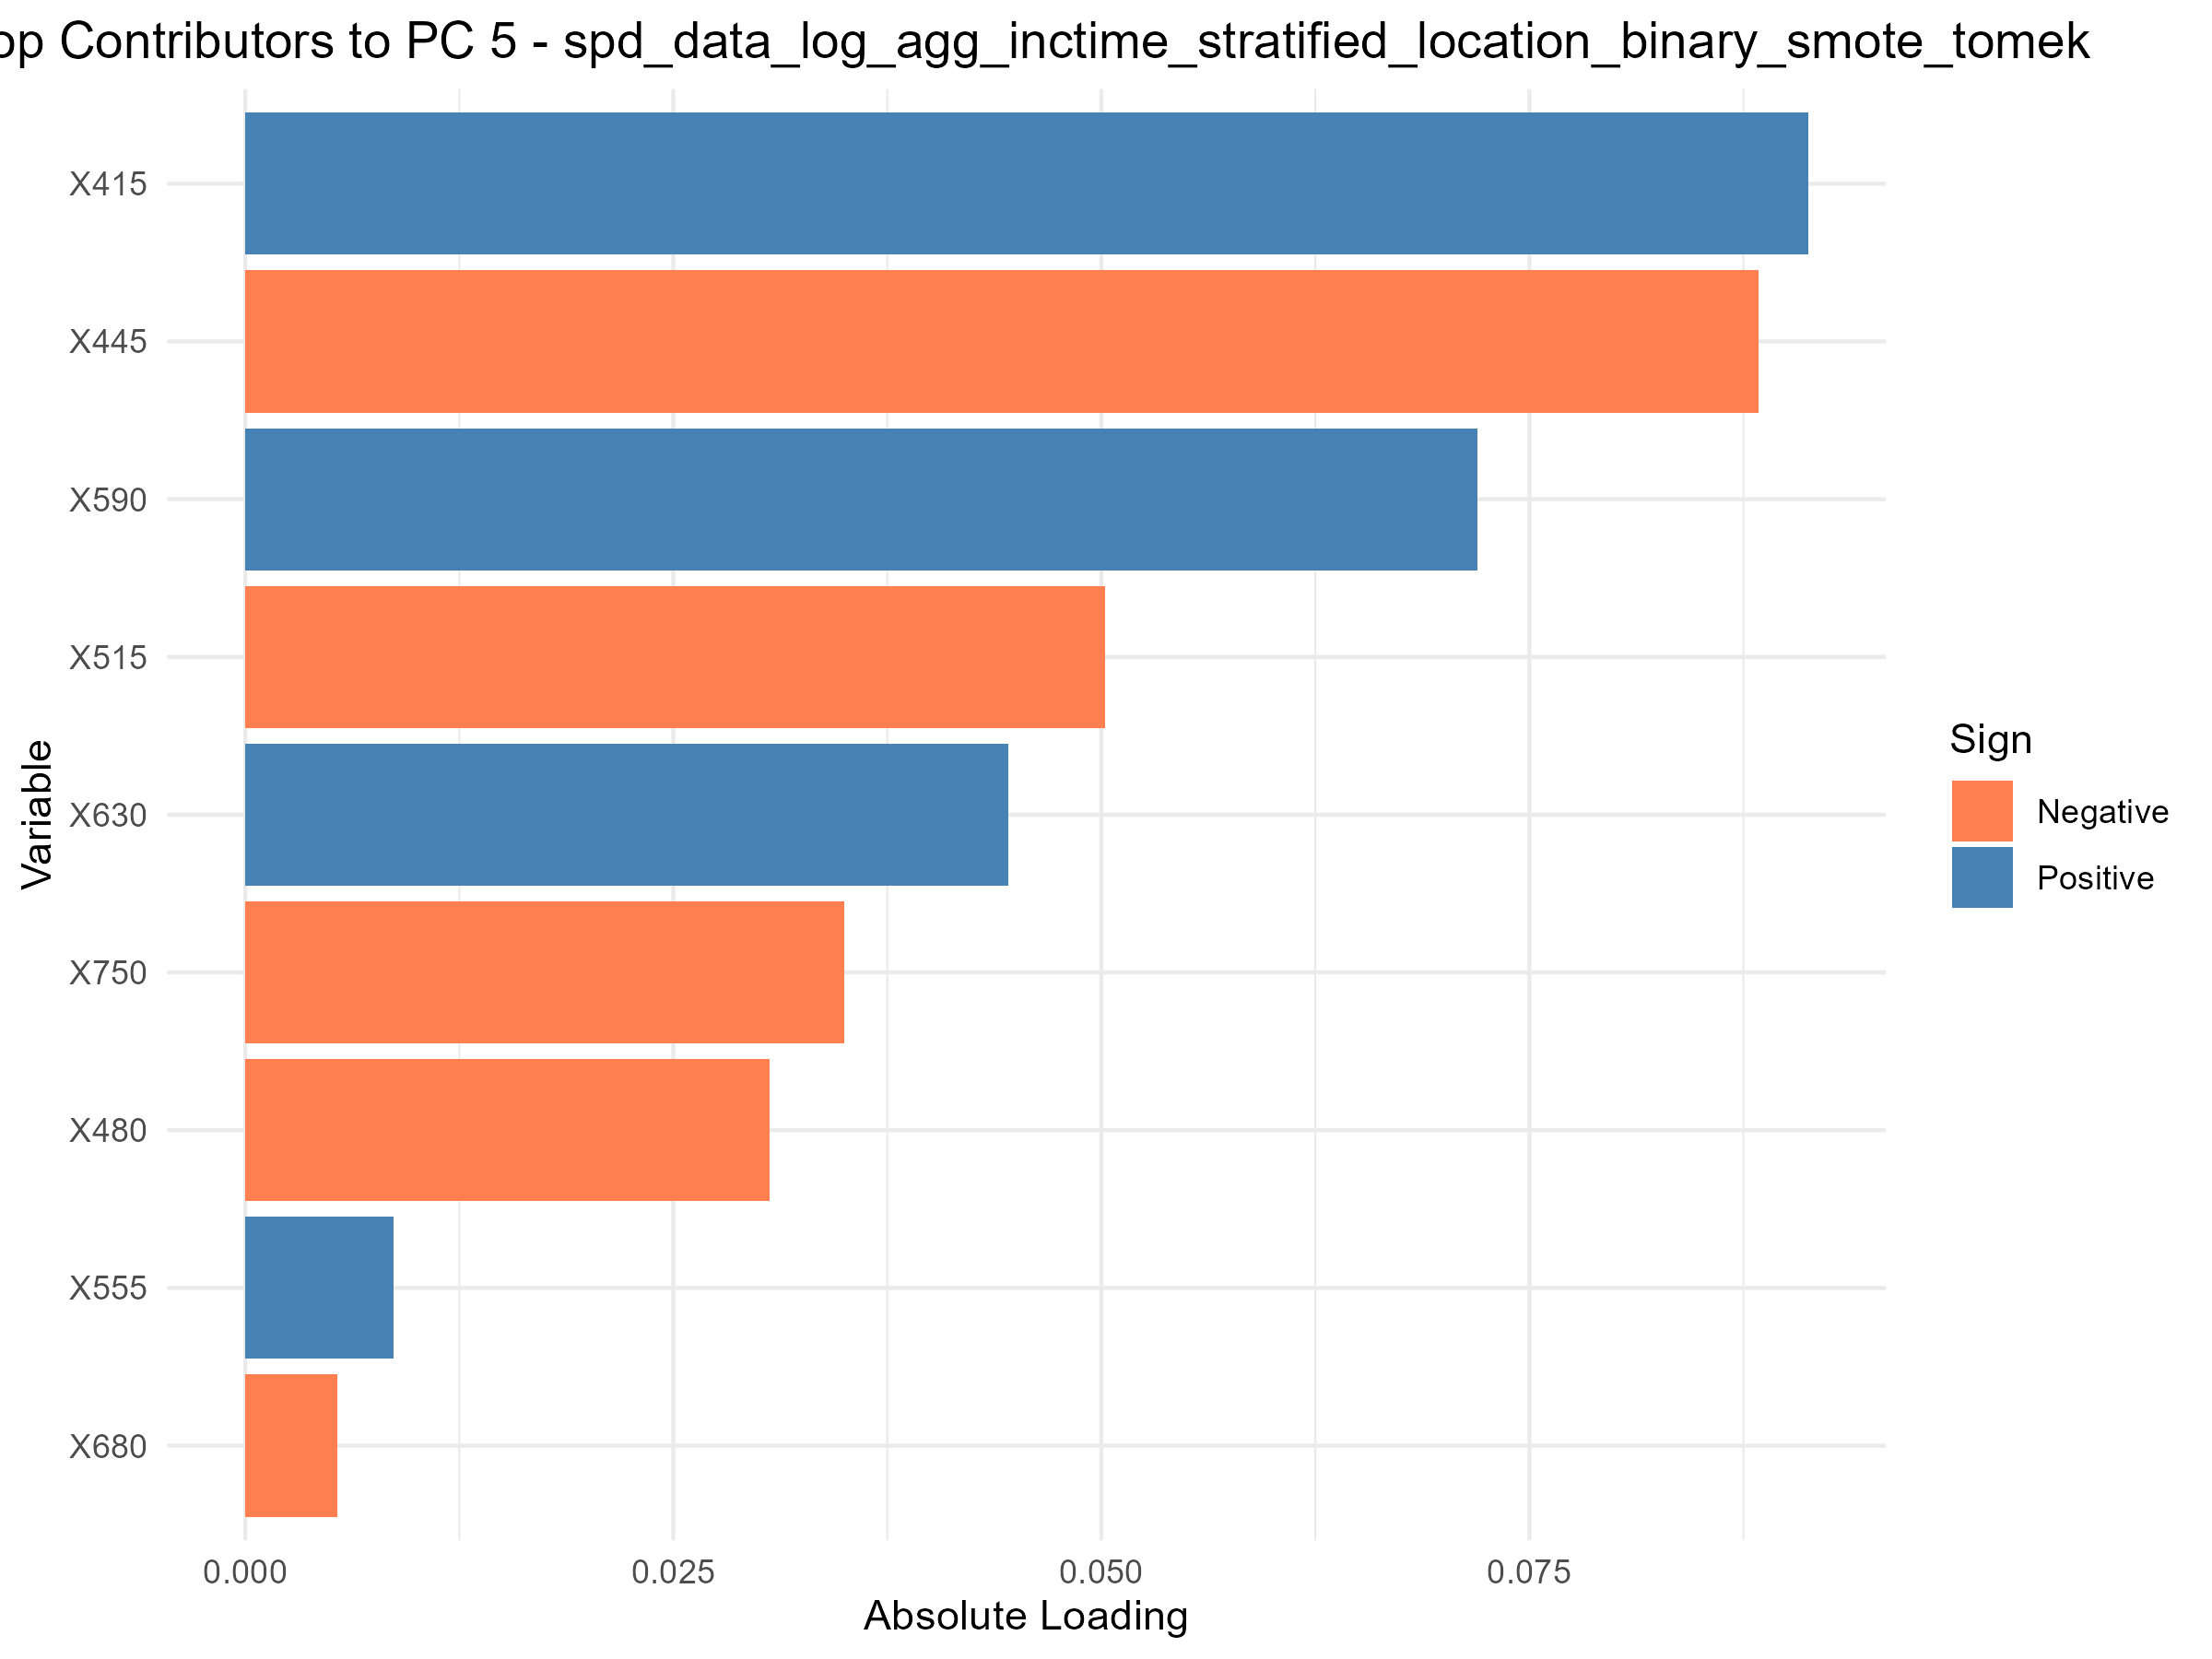 op Contributors to PC 5 - spd_data_log_agg_inctime_stratified_location_binary_smote_tomek
X415
X445
X590
X515
X630
X750
X480
X555
X680
Variable
0.000 0.025 0.050 0.075
Absolute Loading
Sign
Negative
Positive